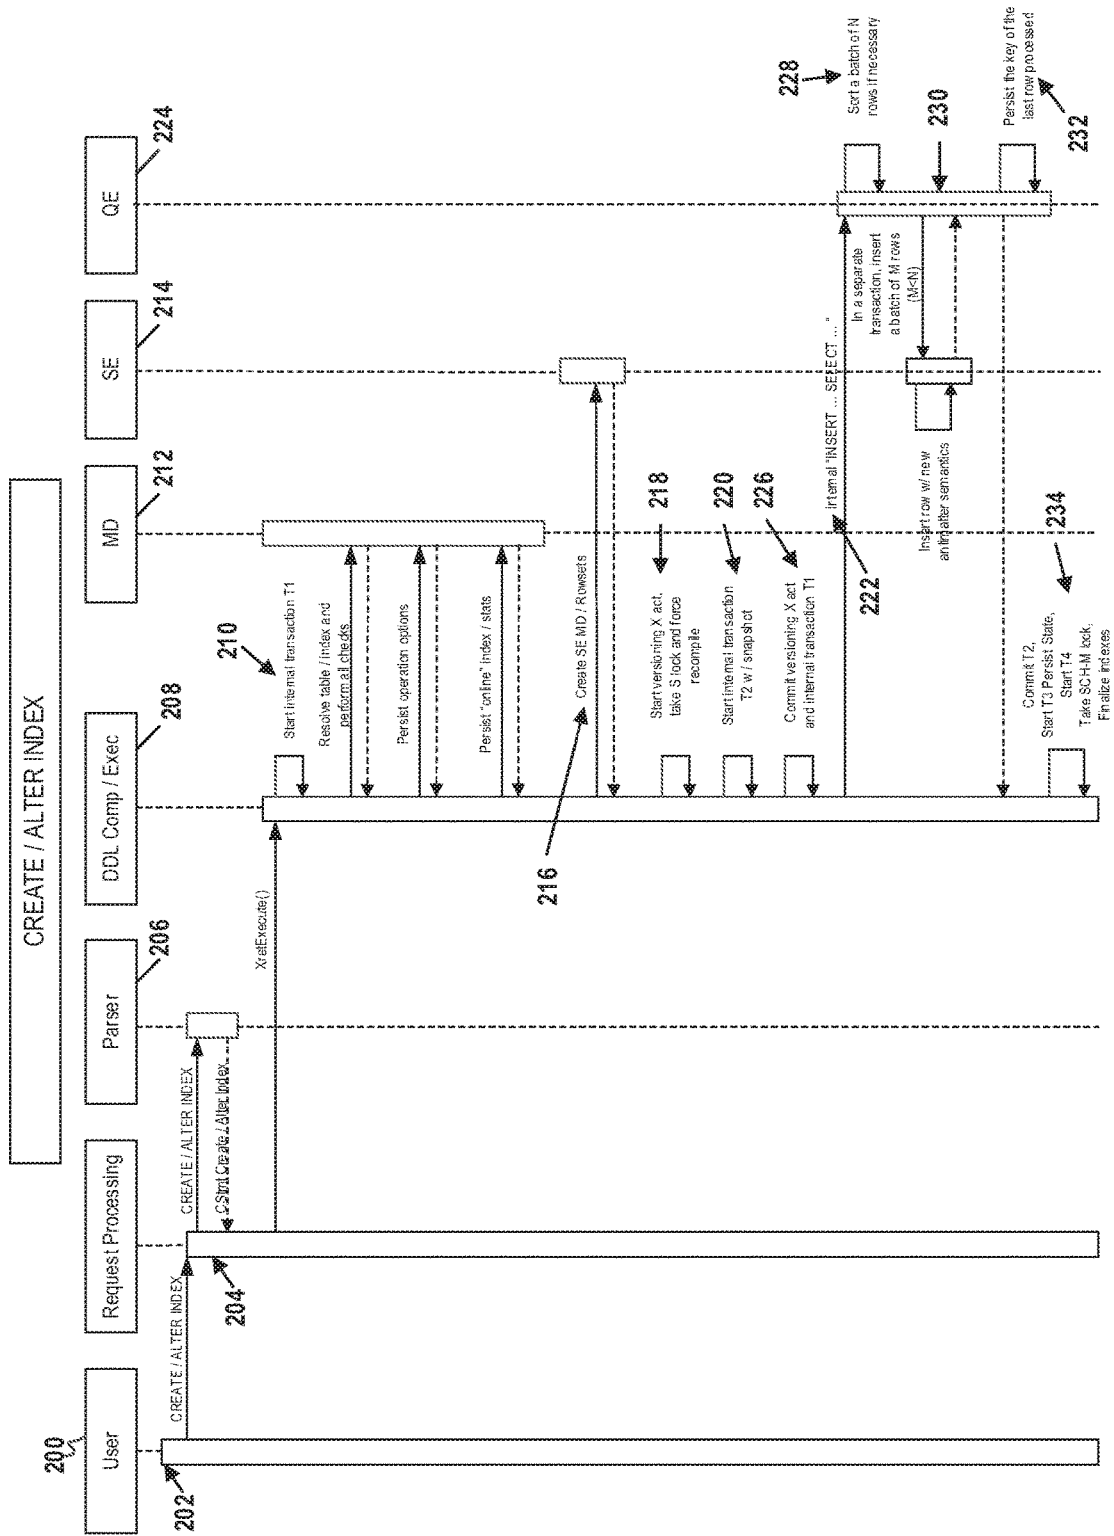 CREATE / ALTER INDEX
200
User
Request Processing
Parser
206
DDL Comp / Exec
208
MD
212
SE
214
QE
224
202
CREATE / ALTER INDEX
204
CREATE / ALTER INDEX
CStmt Create / Alter Index
XretExecute()
210
Start internal transaction T1
Resolve table / Index and
perform all checks
Persist operation options
Persist "online" Index / stats
216
Create SE MD / Rowsets
218
Start versioning X act,
take S lock and force
recompile
220
Start internal transaction
T2 w/ snapshot
226
Commit versioning X act
and internal transaction T1
222
internal "INSERT ... SELECT ... "
228
Sort a batch of N
rows if necessary
230
In a separate
transaction, insert
a batch of M rows
(M<N)
Insert row w/ new
antimatter semantics
Persist the key of the
last row processed
232
234
Commit T2,
Start T3 Persist State,
Start T4
Take SCH-M lock,
Finalize indexes